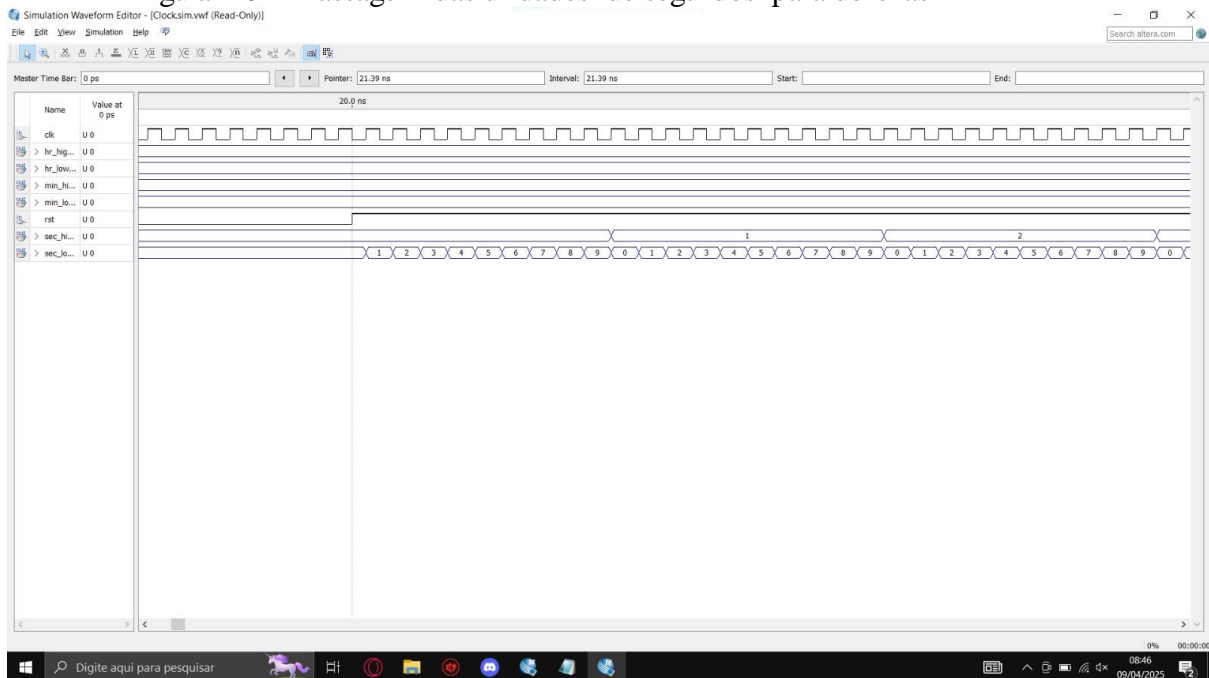 Simulation Waveform Editor - [Clock.sim.vwf (Read-Only)]
File Edit View Simulation Help
Search altera.com
Master Time Bar: 0 ps
Pointer: 21.39 ns
Interval: 21.39 ns
Start:
End:
Name
Value at
0 ps
20.0 ns
clk U 0
> hr_hig... U 0
> hr_low... U 0
> min_hi... U 0
> min_lo... U 0
rst U 0
> sec_hi... U 0 1 2
> sec_lo... U 0 1 2 3 4 5 6 7 8 9 0 1 2 3 4 5 6 7 8 9 0 1 2 3 4 5 6 7 8 9 0
0% 00:00:00
Digite aqui para pesquisar
08:46
09/04/2025
2